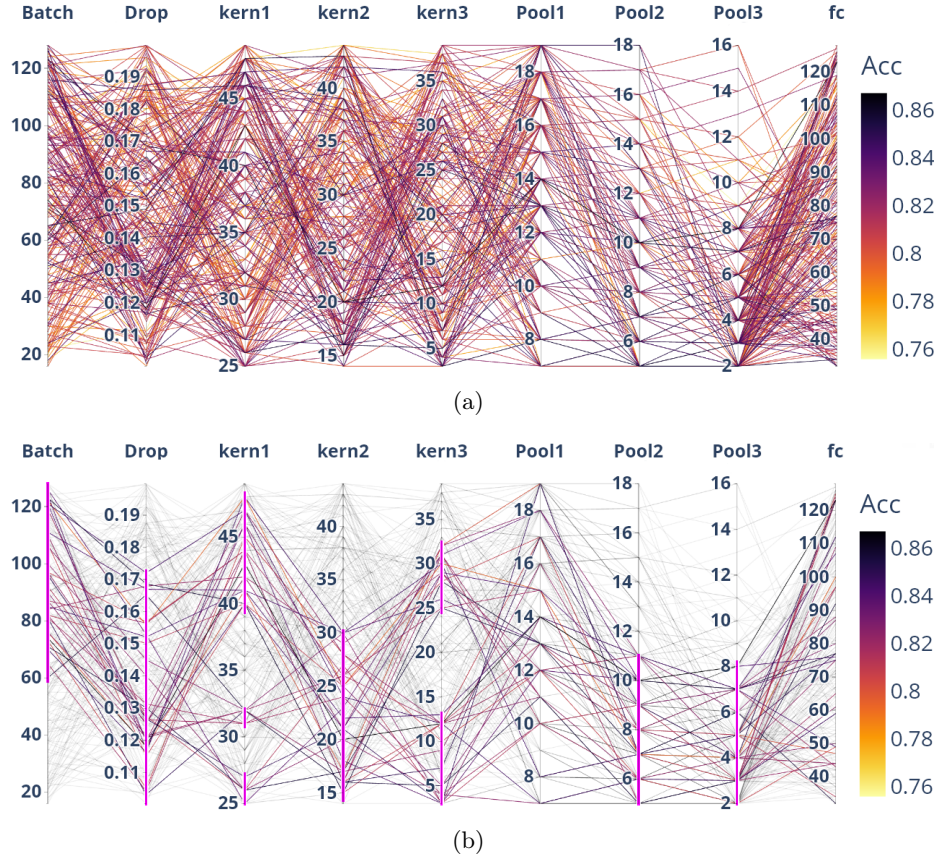 Batch Drop kern1 kern2 kern3 Pool1 Pool2 Pool3 fc
Acc
120 100 80 60 40 20
0.19 0.18 0.17 0.16 0.15 0.14 0.13 0.12 0.11
45 40 35 30 25
40 35 30 25 20 15
35 30 25 20 15 10 5
18 16 14 12 10 8
18 16 14 12 10 8 6
16 14 12 10 8 6 4 2
120 110 100 90 80 70 60 50 40
0.86 0.84 0.82 0.8 0.78 0.76
(a)
Batch Drop kern1 kern2 kern3 Pool1 Pool2 Pool3 fc
Acc
120 100 80 60 40 20
0.19 0.18 0.17 0.16 0.15 0.14 0.13 0.12 0.11
45 40 35 30 25
40 35 30 25 20 15
35 30 25 20 15 10 5
18 16 14 12 10 8
18 16 14 12 10 8 6
16 14 12 10 8 6 4 2
120 110 100 90 80 70 60 50 40
0.86 0.84 0.82 0.8 0.78 0.76
(b)